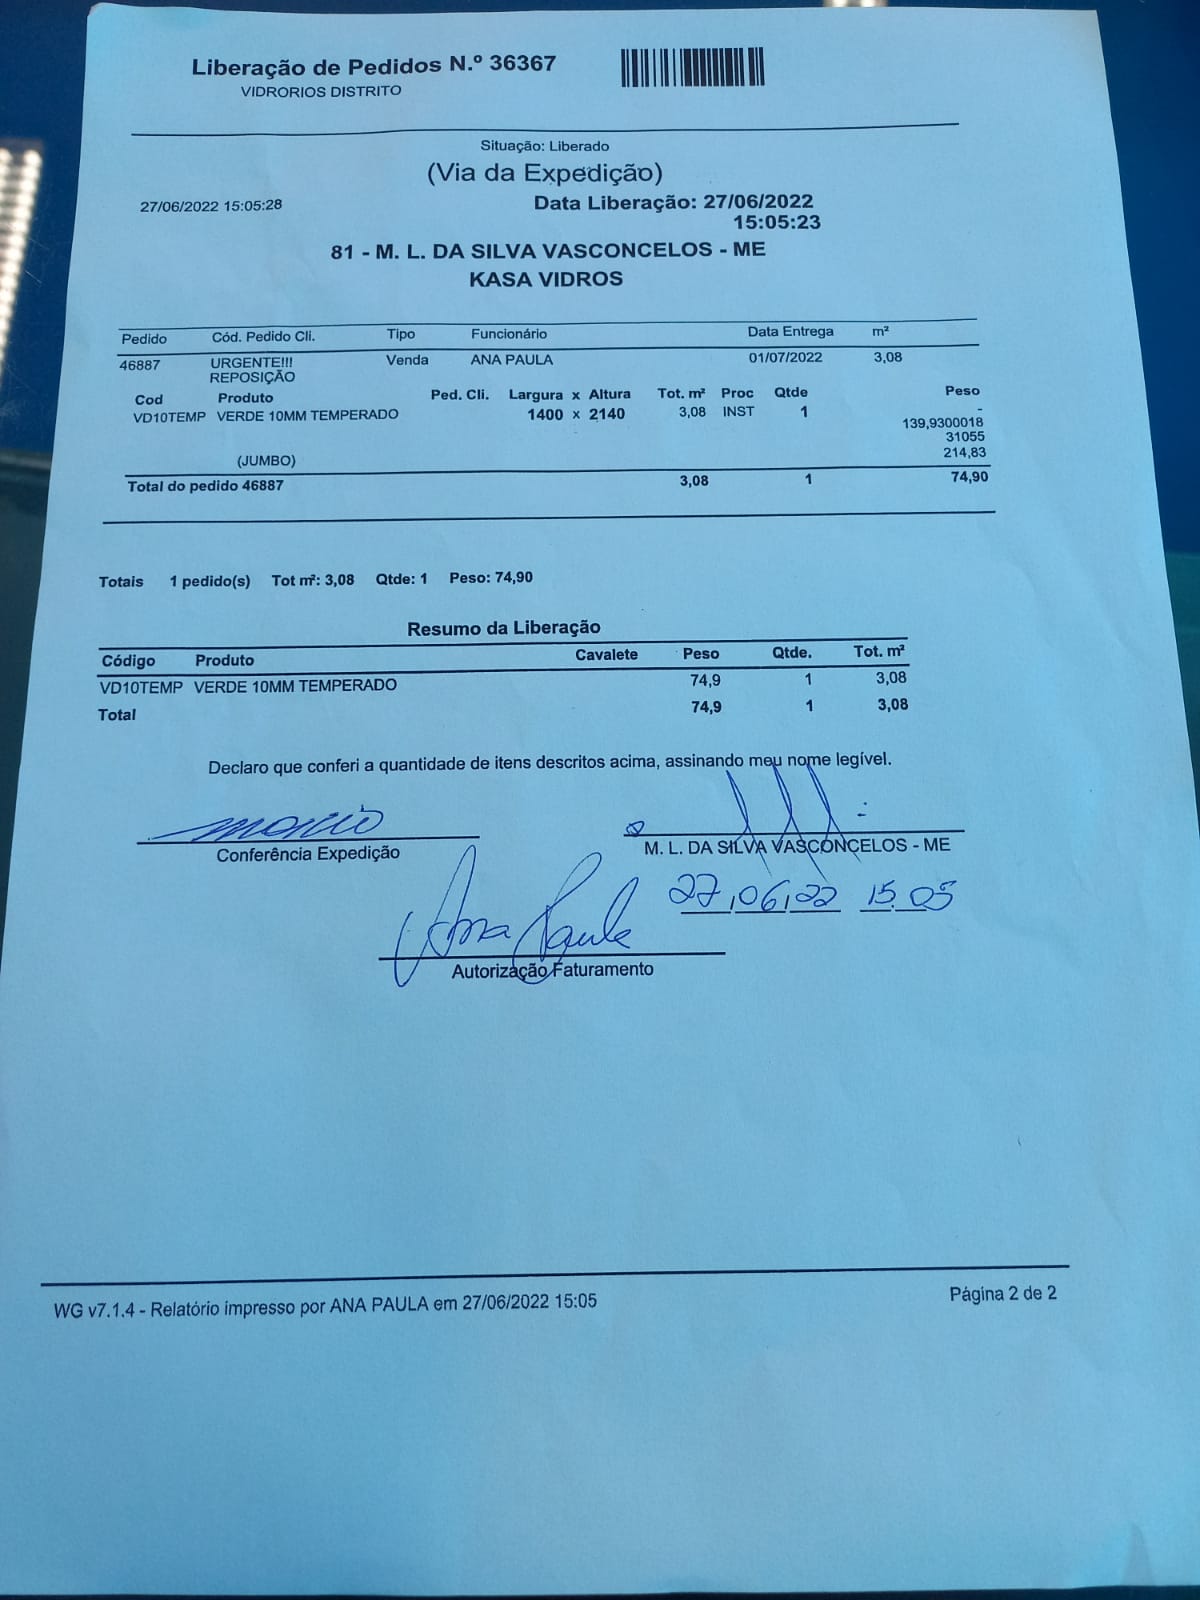 Liberação de Pedidos N.º 36367
VIDRORIOS DISTRITO
Situação: Liberado
(Via da Expedição)
27/06/2022 15:05:28 Data Liberação: 27/06/2022
15:05:23
81 - M. L. DA SILVA VASCONCELOS - ME
KASA VIDROS
Pedido Cód. Pedido Cli. Tipo Funcionário Data Entrega m²
46887 URGENTE!!! Venda ANA PAULA 01/07/2022 3,08
REPOSIÇÃO
Cod Produto Ped. Cli. Largura x Altura Tot. m² Proc Qtde Peso
VD10TEMP VERDE 10MM TEMPERADO 1400 x 2140 3,08 INST 1 -
139,9300018
31055
(JUMBO) 214,83
Total do pedido 46887 3,08 1 74,90
Totais 1 pedido(s) Tot m²: 3,08 Qtde: 1 Peso: 74,90
Resumo da Liberação
Código Produto Cavalete Peso Qtde. Tot. m²
VD10TEMP VERDE 10MM TEMPERADO 74,9 1 3,08
Total 74,9 1 3,08
Declaro que conferi a quantidade de itens descritos acima, assinando meu nome legível.
Conferência Expedição M. L. DA SILVA VASCONCELOS - ME
27/06/22 15:05
Ana Paula
Autorização Faturamento
WG v7.1.4 - Relatório impresso por ANA PAULA em 27/06/2022 15:05 Página 2 de 2